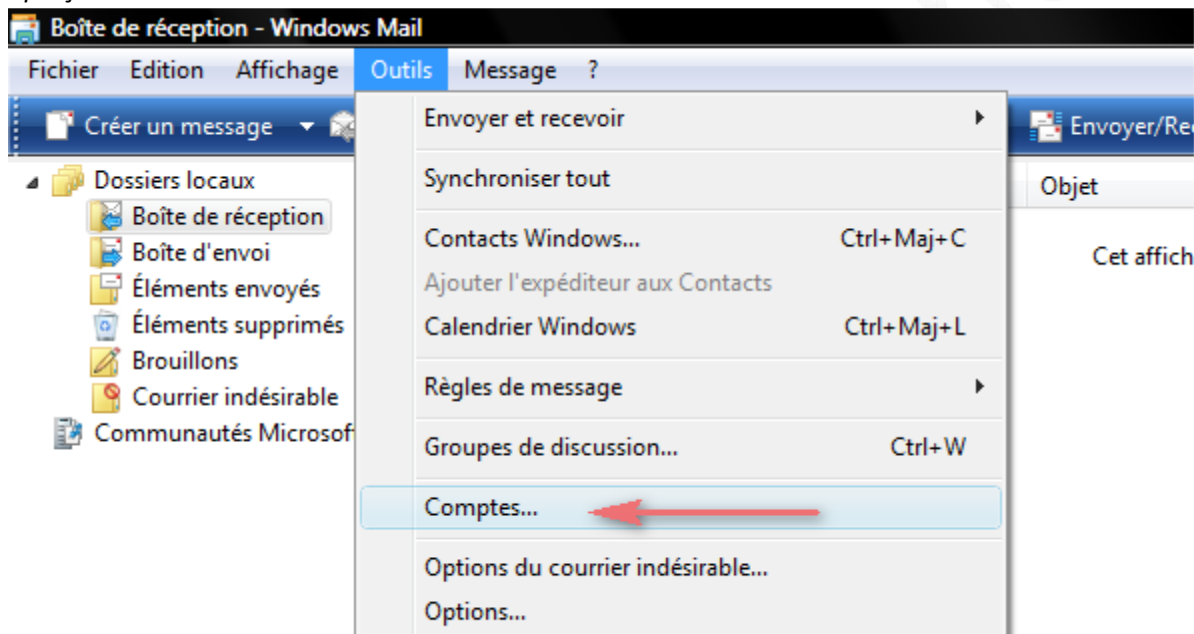 Boîte de réception - Windows Mail
Fichier Edition Affichage Outils Message ?
Créer un message
Envoyer/Rec
Dossiers locaux
Boîte de réception
Boîte d'envoi
Éléments envoyés
Éléments supprimés
Brouillons
Courrier indésirable
Communautés Microsof
Envoyer et recevoir
Synchroniser tout
Contacts Windows... Ctrl+Maj+C
Ajouter l'expéditeur aux Contacts
Calendrier Windows Ctrl+Maj+L
Règles de message
Groupes de discussion... Ctrl+W
Comptes...
Options du courrier indésirable...
Options...
Objet
Cet affich